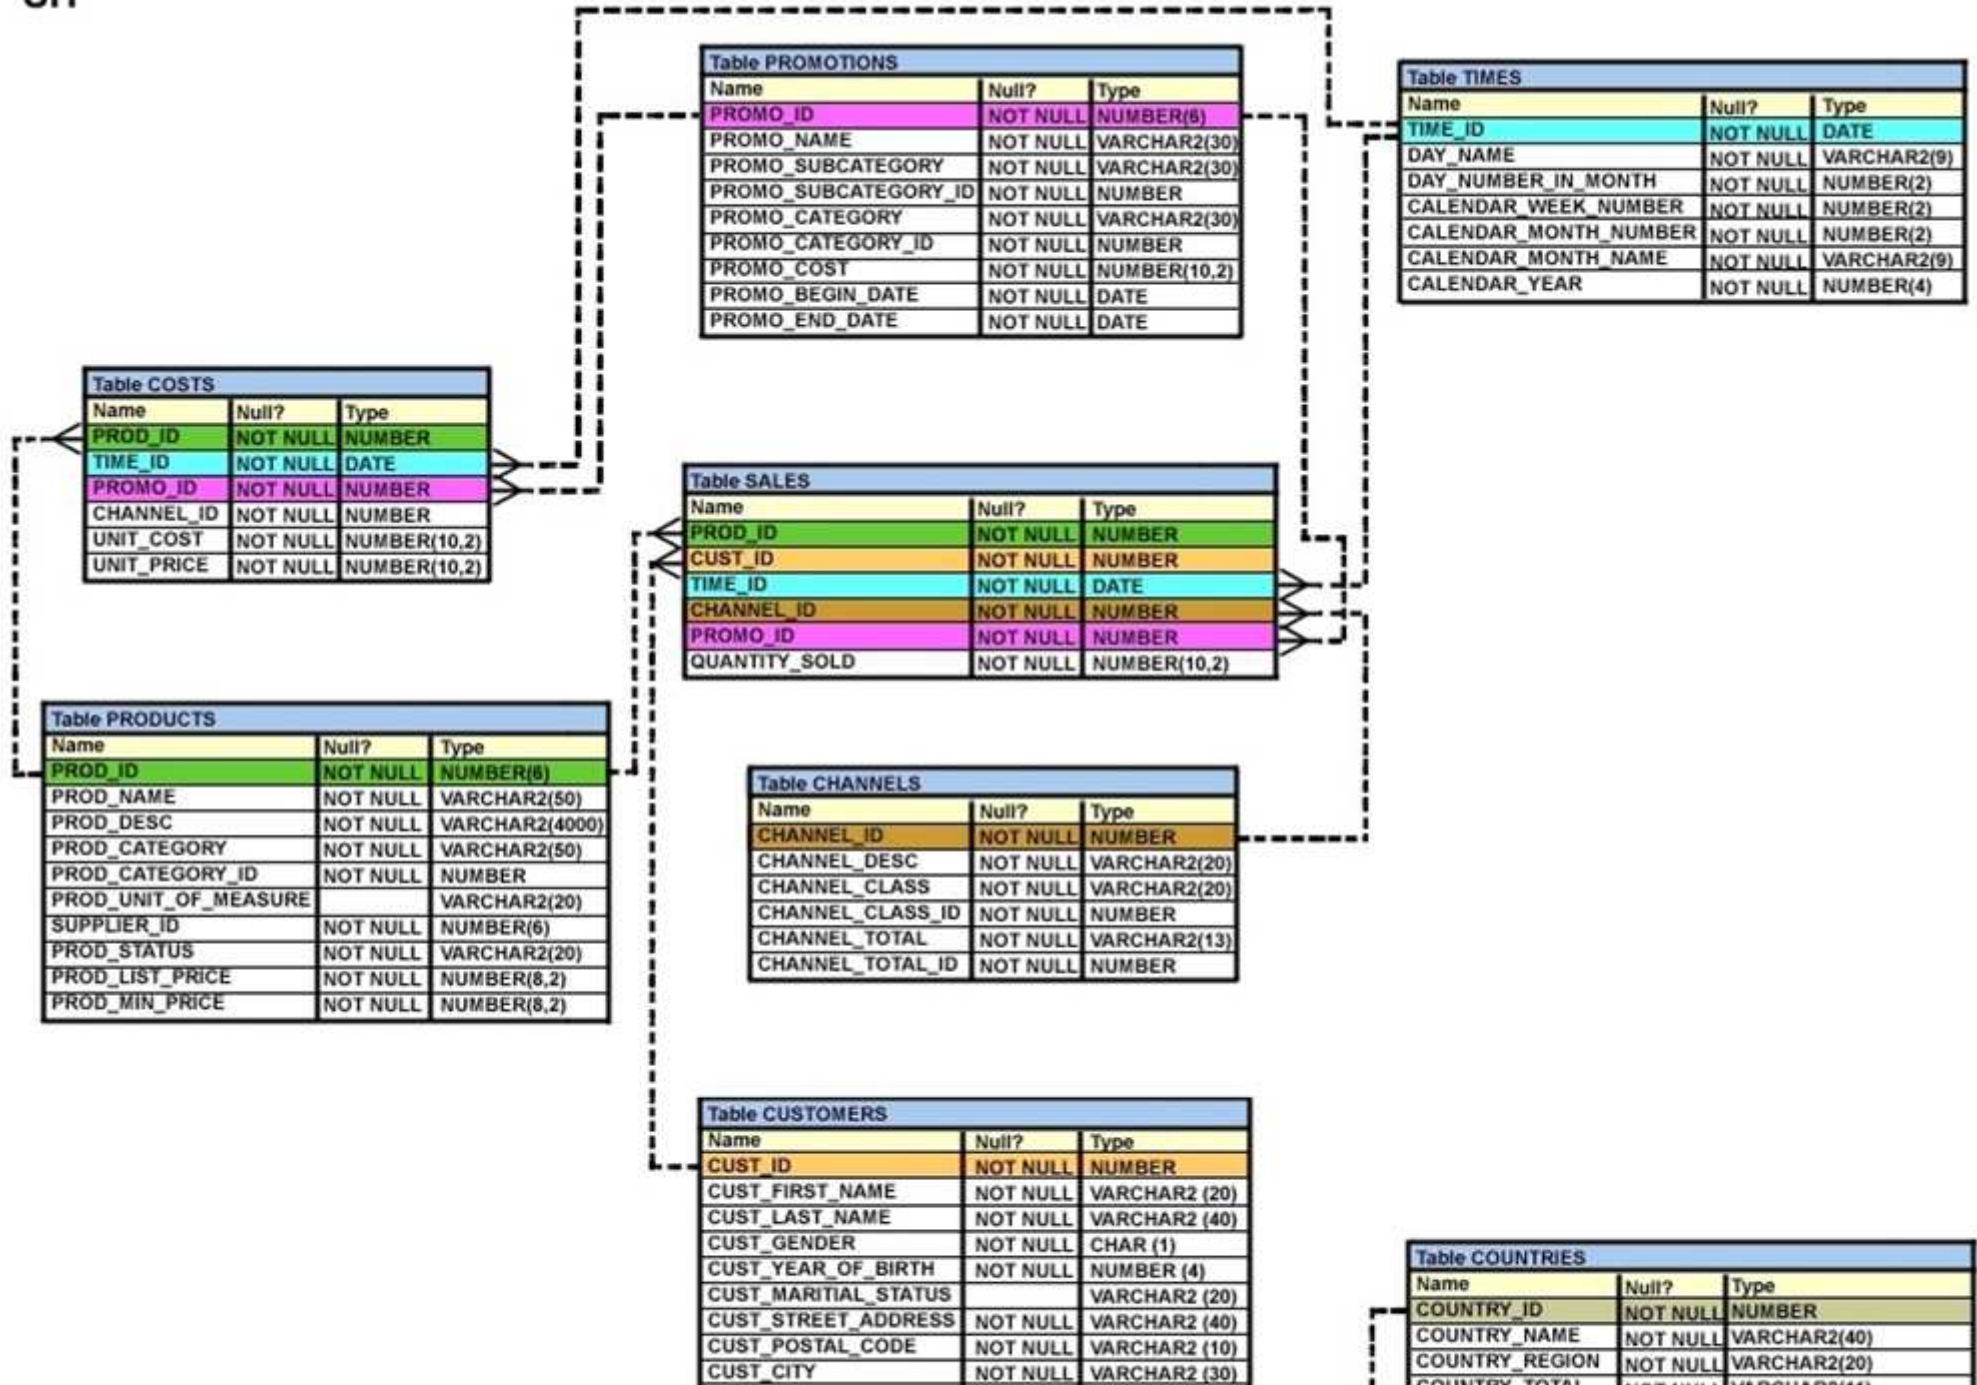 SH
Table PROMOTIONS
Name Null? Type
PROMO_ID NOT NULL NUMBER(6)
PROMO_NAME NOT NULL VARCHAR2(30)
PROMO_SUBCATEGORY NOT NULL VARCHAR2(30)
PROMO_SUBCATEGORY_ID NOT NULL NUMBER
PROMO_CATEGORY NOT NULL VARCHAR2(30)
PROMO_CATEGORY_ID NOT NULL NUMBER
PROMO_COST NOT NULL NUMBER(10,2)
PROMO_BEGIN_DATE NOT NULL DATE
PROMO_END_DATE NOT NULL DATE
Table TIMES
Name Null? Type
TIME_ID NOT NULL DATE
DAY_NAME NOT NULL VARCHAR2(9)
DAY_NUMBER_IN_MONTH NOT NULL NUMBER(2)
CALENDAR_WEEK_NUMBER NOT NULL NUMBER(2)
CALENDAR_MONTH_NUMBER NOT NULL NUMBER(2)
CALENDAR_MONTH_NAME NOT NULL VARCHAR2(9)
CALENDAR_YEAR NOT NULL NUMBER(4)
Table COSTS
Name Null? Type
PROD_ID NOT NULL NUMBER
TIME_ID NOT NULL DATE
PROMO_ID NOT NULL NUMBER
CHANNEL_ID NOT NULL NUMBER
UNIT_COST NOT NULL NUMBER(10,2)
UNIT_PRICE NOT NULL NUMBER(10,2)
Table SALES
Name Null? Type
PROD_ID NOT NULL NUMBER
CUST_ID NOT NULL NUMBER
TIME_ID NOT NULL DATE
CHANNEL_ID NOT NULL NUMBER
PROMO_ID NOT NULL NUMBER
QUANTITY_SOLD NOT NULL NUMBER(10,2)
Table PRODUCTS
Name Null? Type
PROD_ID NOT NULL NUMBER(6)
PROD_NAME NOT NULL VARCHAR2(50)
PROD_DESC NOT NULL VARCHAR2(4000)
PROD_CATEGORY NOT NULL VARCHAR2(50)
PROD_CATEGORY_ID NOT NULL NUMBER
PROD_UNIT_OF_MEASURE VARCHAR2(20)
SUPPLIER_ID NOT NULL NUMBER(6)
PROD_STATUS NOT NULL VARCHAR2(20)
PROD_LIST_PRICE NOT NULL NUMBER(8,2)
PROD_MIN_PRICE NOT NULL NUMBER(8,2)
Table CHANNELS
Name Null? Type
CHANNEL_ID NOT NULL NUMBER
CHANNEL_DESC NOT NULL VARCHAR2(20)
CHANNEL_CLASS NOT NULL VARCHAR2(20)
CHANNEL_CLASS_ID NOT NULL NUMBER
CHANNEL_TOTAL NOT NULL VARCHAR2(13)
CHANNEL_TOTAL_ID NOT NULL NUMBER
Table CUSTOMERS
Name Null? Type
CUST_ID NOT NULL NUMBER
CUST_FIRST_NAME NOT NULL VARCHAR2 (20)
CUST_LAST_NAME NOT NULL VARCHAR2 (40)
CUST_GENDER NOT NULL CHAR (1)
CUST_YEAR_OF_BIRTH NOT NULL NUMBER (4)
CUST_MARITIAL_STATUS VARCHAR2 (20)
CUST_STREET_ADDRESS NOT NULL VARCHAR2 (40)
CUST_POSTAL_CODE NOT NULL VARCHAR2 (10)
CUST_CITY NOT NULL VARCHAR2 (30)
Table COUNTRIES
Name Null? Type
COUNTRY_ID NOT NULL NUMBER
COUNTRY_NAME NOT NULL VARCHAR2(40)
COUNTRY_REGION NOT NULL VARCHAR2(20)
COUNTRY_TOTAL